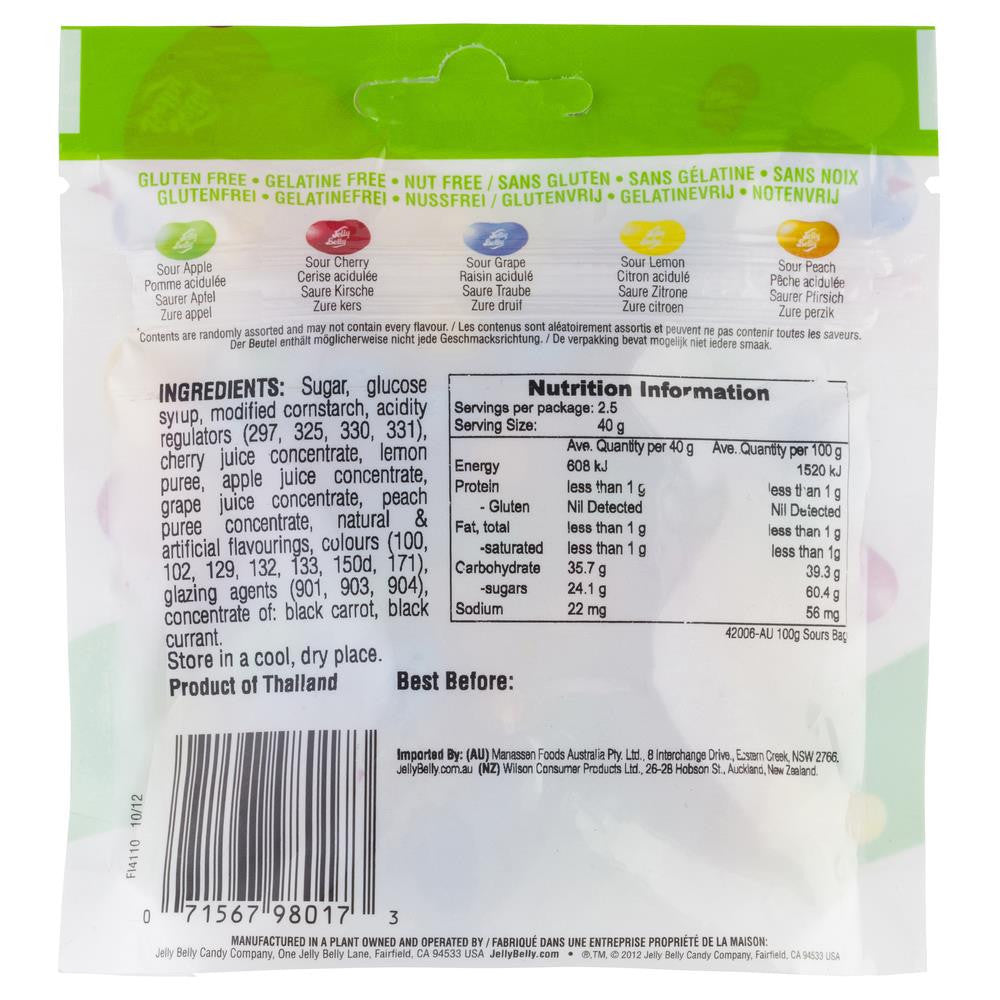 GLUTEN FREE • GELATINE FREE • NUT FREE / SANS GLUTEN • SANS GÉLATINE • SANS NOIX
GLUTENFREI • GELATINEFREI • NUSSFREI / GLUTENVRIJ • GELATINEVRIJ • NOTENVRIJ
Jelly Belly
Jelly Belly
Jelly Belly
Jelly Belly
Jelly Belly
Sour Apple
Pomme acidulée
Saurer Apfel
Zure appel
Sour Cherry
Cerise acidulée
Saure Kirsche
Zure kers
Sour Grape
Raisin acidulé
Saure Traube
Zure druif
Sour Lemon
Citron acidulé
Saure Zitrone
Zure citroen
Sour Peach
Pêche acidulée
Saurer Pfirsich
Zure perzik
*Contents are randomly assorted and may not contain every flavour. / Les contenus sont aléatoirement assortis et peuvent ne pas contenir toutes les saveurs.
Der Beutel enthält möglicherweise nicht jede Geschmacksrichtung. / De verpakking bevat mogelijk niet iedere smaak.
INGREDIENTS: Sugar, glucose
syrup, modified cornstarch, acidity
regulators (297, 325, 330, 331),
cherry juice concentrate, lemon
puree, apple juice concentrate,
grape juice concentrate, peach
puree concentrate, natural &
artificial flavourings, colours (100,
102, 129, 132, 133, 150d, 171),
glazing agents (901, 903, 904),
concentrate of: black carrot, black
currant.
Store in a cool, dry place.
Product of Thailand
Nutrition Information
Servings per package: 2.5
Serving Size: 40 g
Ave. Quantity per 40 g Ave. Quantity per 100 g
Energy 608 kJ 1520 kJ
Protein less than 1 g less than 1 g
- Gluten Nil Detected Nil Detected
Fat, total less than 1 g less than 1 g
-saturated less than 1 g less than 1g
Carbohydrate 35.7 g 39.3 g
-sugars 24.1 g 60.4 g
Sodium 22 mg 56 mg
42006-AU 100g Sours Bag
Best Before:
Imported By: (AU) Manassen Foods Australia Pty. Ltd., 8 Interchange Drive., Eastern Creek, NSW 2766.
JellyBelly.com.au (NZ) Wilson Consumer Products Ltd., 26-28 Hobson St., Auckland, New Zealand.
FI4110 10/12
0 71567 98017 3
MANUFACTURED IN A PLANT OWNED AND OPERATED BY / FABRIQUÉ DANS UNE ENTREPRISE PROPRIÉTÉ DE LA MAISON:
Jelly Belly Candy Company, One Jelly Belly Lane, Fairfield, CA 94533 USA JellyBelly.com • ®,TM, © 2012 Jelly Belly Candy Company, Fairfield, CA 94533 USA